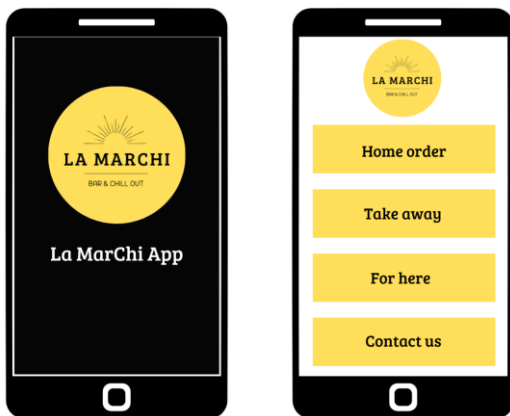 LA MARCHI
BAR & CHILL OUT
La MarChi App
LA MARCHI
BAR & CHILL OUT
Home order
Take away
For here
Contact us